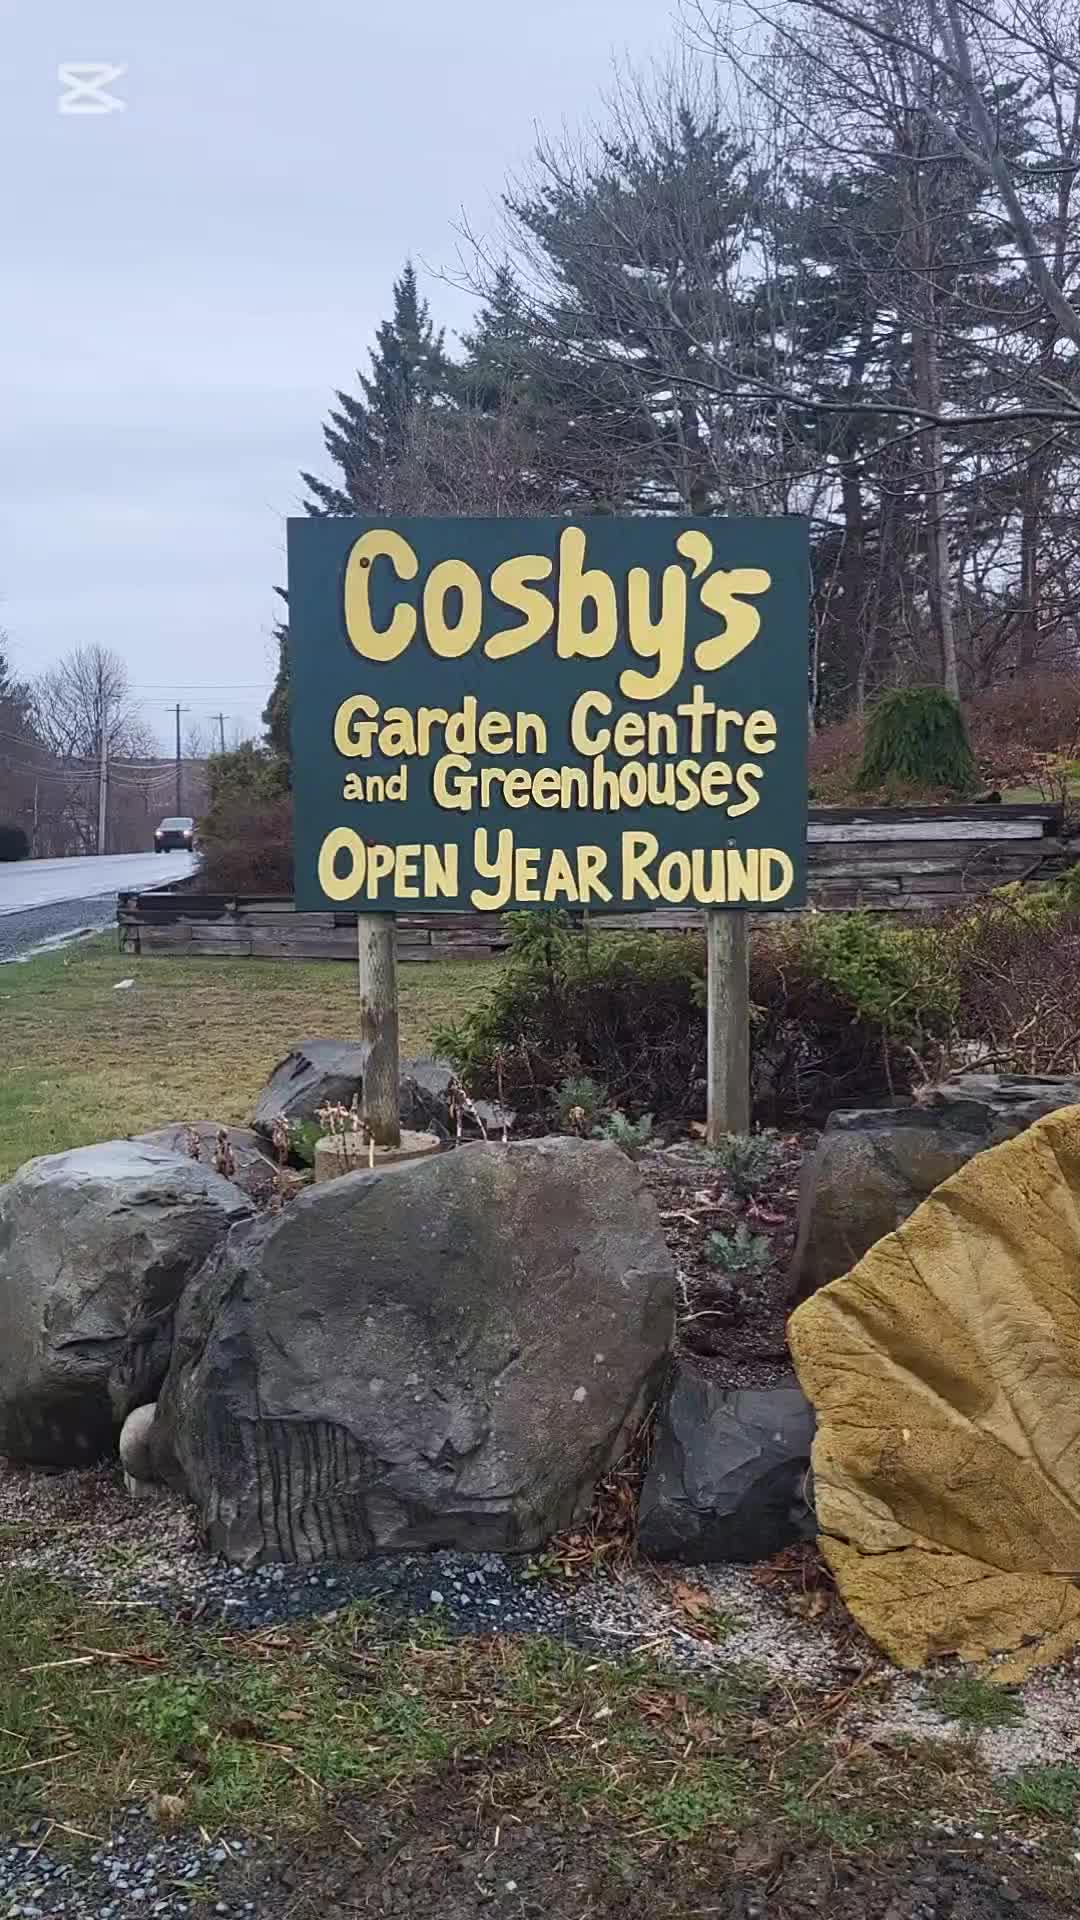 Cosby's
Garden Centre
and Greenhouses
OPEN YEAR ROUND